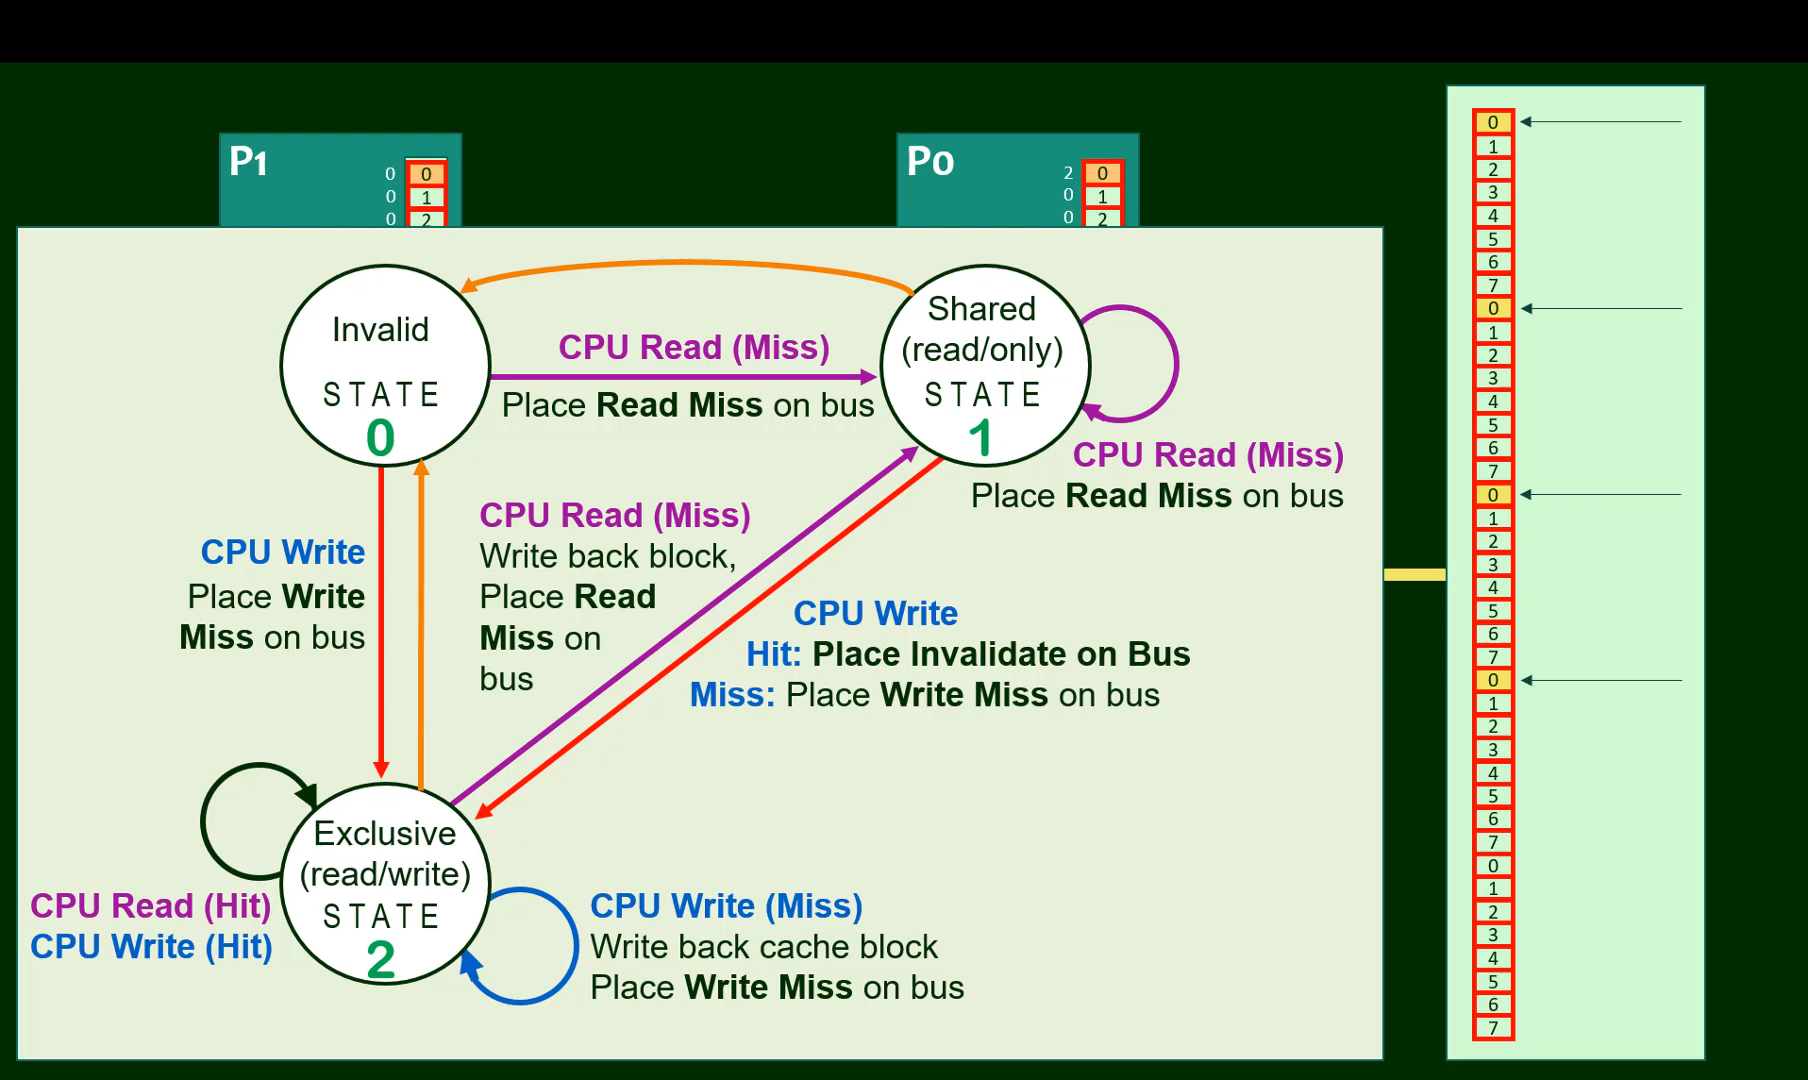 P1
0 0
0 1
0 2
P0
2 0
0 1
0 2
Invalid
STATE
0
CPU Read (Miss)
Place Read Miss on bus
Shared
(read/only)
STATE
1
CPU Read (Miss)
Place Read Miss on bus
CPU Write
Place Write
Miss on bus
CPU Read (Miss)
Write back block,
Place Read
Miss on
bus
CPU Write
Hit: Place Invalidate on Bus
Miss: Place Write Miss on bus
Exclusive
(read/write)
STATE
2
CPU Read (Hit)
CPU Write (Hit)
CPU Write (Miss)
Write back cache block
Place Write Miss on bus
0
1
2
3
4
5
6
7
0
1
2
3
4
5
6
7
0
1
2
3
4
5
6
7
0
1
2
3
4
5
6
7
0
1
2
3
4
5
6
7